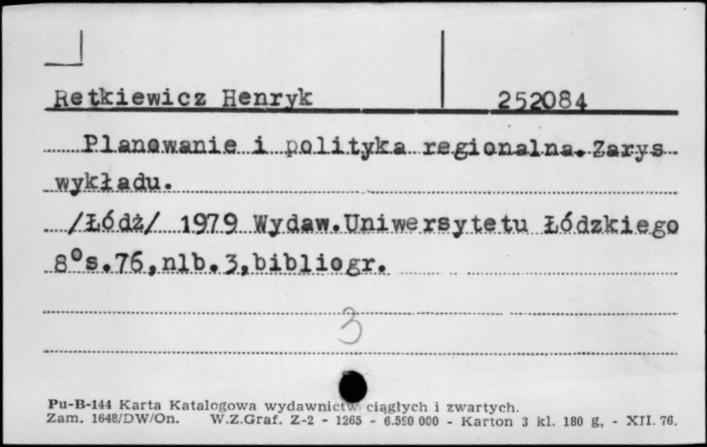 Retkiewicz Henryk 252084
Planowanie i polityka regionalna. Zarys
wykładu.
/Łódź/ 1979 Wydaw.Uniwersytetu Łódzkiego
8⁰s.76,nlb.3,bibliogr.
3
Pu-B-144 Karta Katalogowa wydawnictw ciągłych i zwartych.
Zam. 1648/DW/On. W.Z.Graf. Z-2 - 1265 - 6.590 000 - Karton 3 kl. 180 g, - XII. 76.